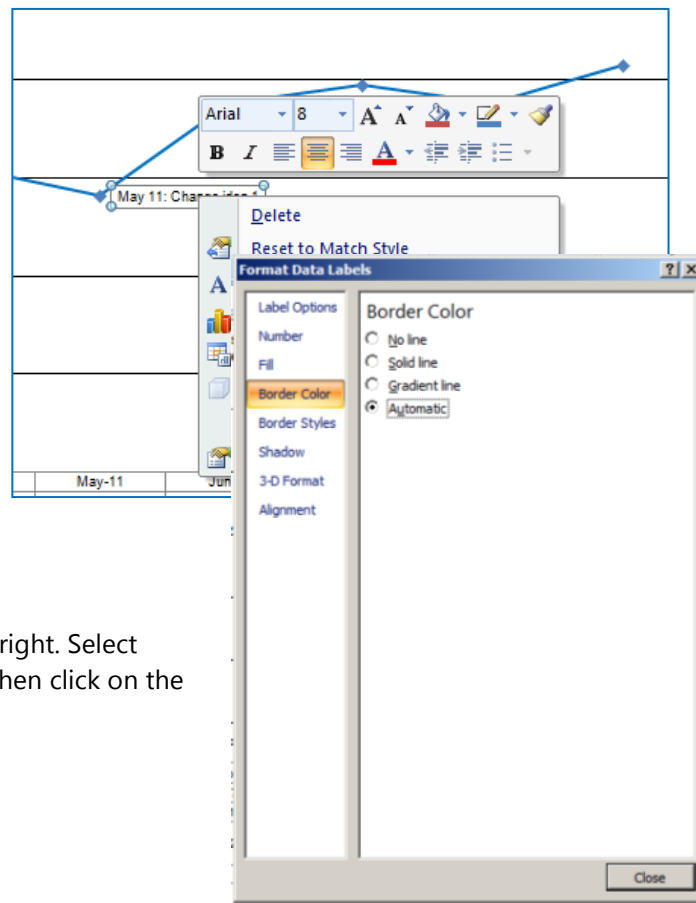 Arial 8
B I A
May 11: Change idea 1
Delete
Reset to Match Style
May-11 Jun
Format Data Labels
Label Options
Number
Fill
Border Color
Border Styles
Shadow
3-D Format
Alignment
Border Color
No line
Solid line
Gradient line
Automatic
Close
right. Select
hen click on the